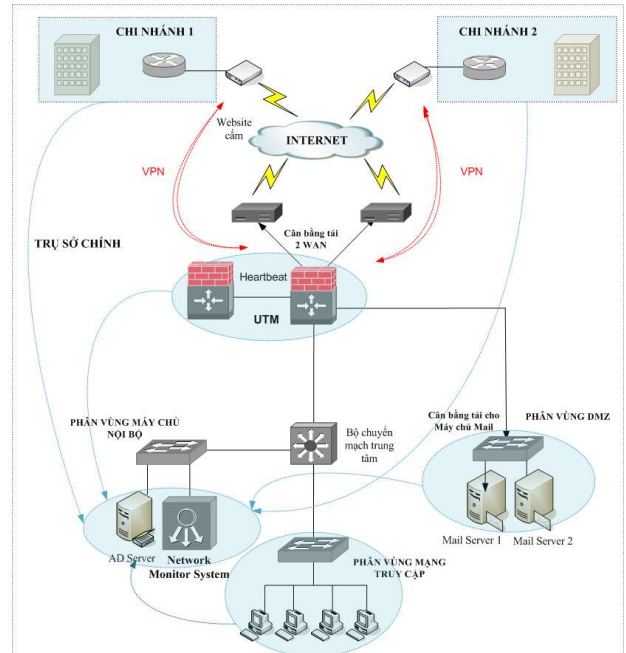 CHI NHÁNH 1
CHI NHÁNH 2
Website
cấm
INTERNET
VPN
VPN
Cân bằng tải
2 WAN
TRỤ SỞ CHÍNH
Heartbeat
UTM
PHÂN VÙNG MÁY CHỦ
NỘI BỘ
Bộ chuyển
mạch trung
tâm
Cân bằng tải cho
Máy chủ Mail
PHÂN VÙNG DMZ
AD Server
Network
Monitor System
Mail Server 1
Mail Server 2
PHÂN VÙNG MẠNG
TRUY CẬP